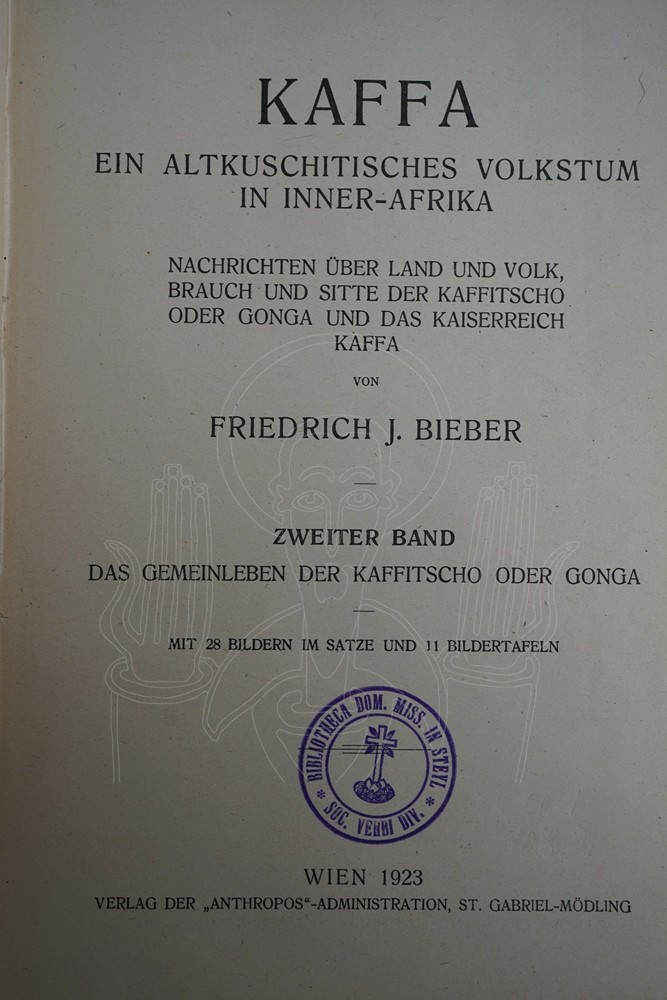 KAFFA
EIN ALTKUSCHITISCHES VOLKSTUM
IN INNER-AFRIKA
NACHRICHTEN ÜBER LAND UND VOLK,
BRAUCH UND SITTE DER KAFFITSCHO
ODER GONGA UND DAS KAISERREICH
KAFFA
VON
FRIEDRICH J. BIEBER
ZWEITER BAND
DAS GEMEINLEBEN DER KAFFITSCHO ODER GONGA
MIT 28 BILDERN IM SATZE UND 11 BILDERTAFELN
BIBLIOTHECA DOM. MISS. IN STEYL
* SOC. VERBI DIV. *
WIEN 1923
VERLAG DER „ANTHROPOS“-ADMINISTRATION, ST. GABRIEL-MÖDLING